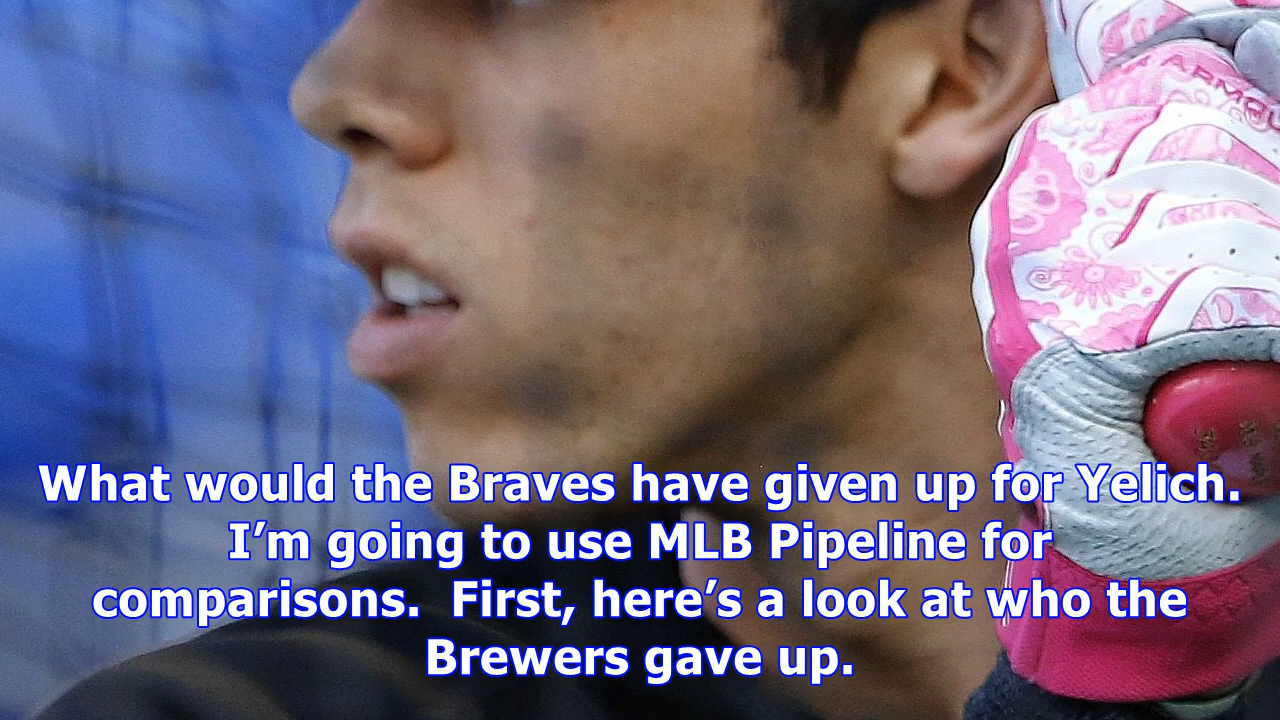 ARMOU
What would the Braves have given up for Yelich.
I’m going to use MLB Pipeline for
comparisons.  First, here’s a look at who the
Brewers gave up.